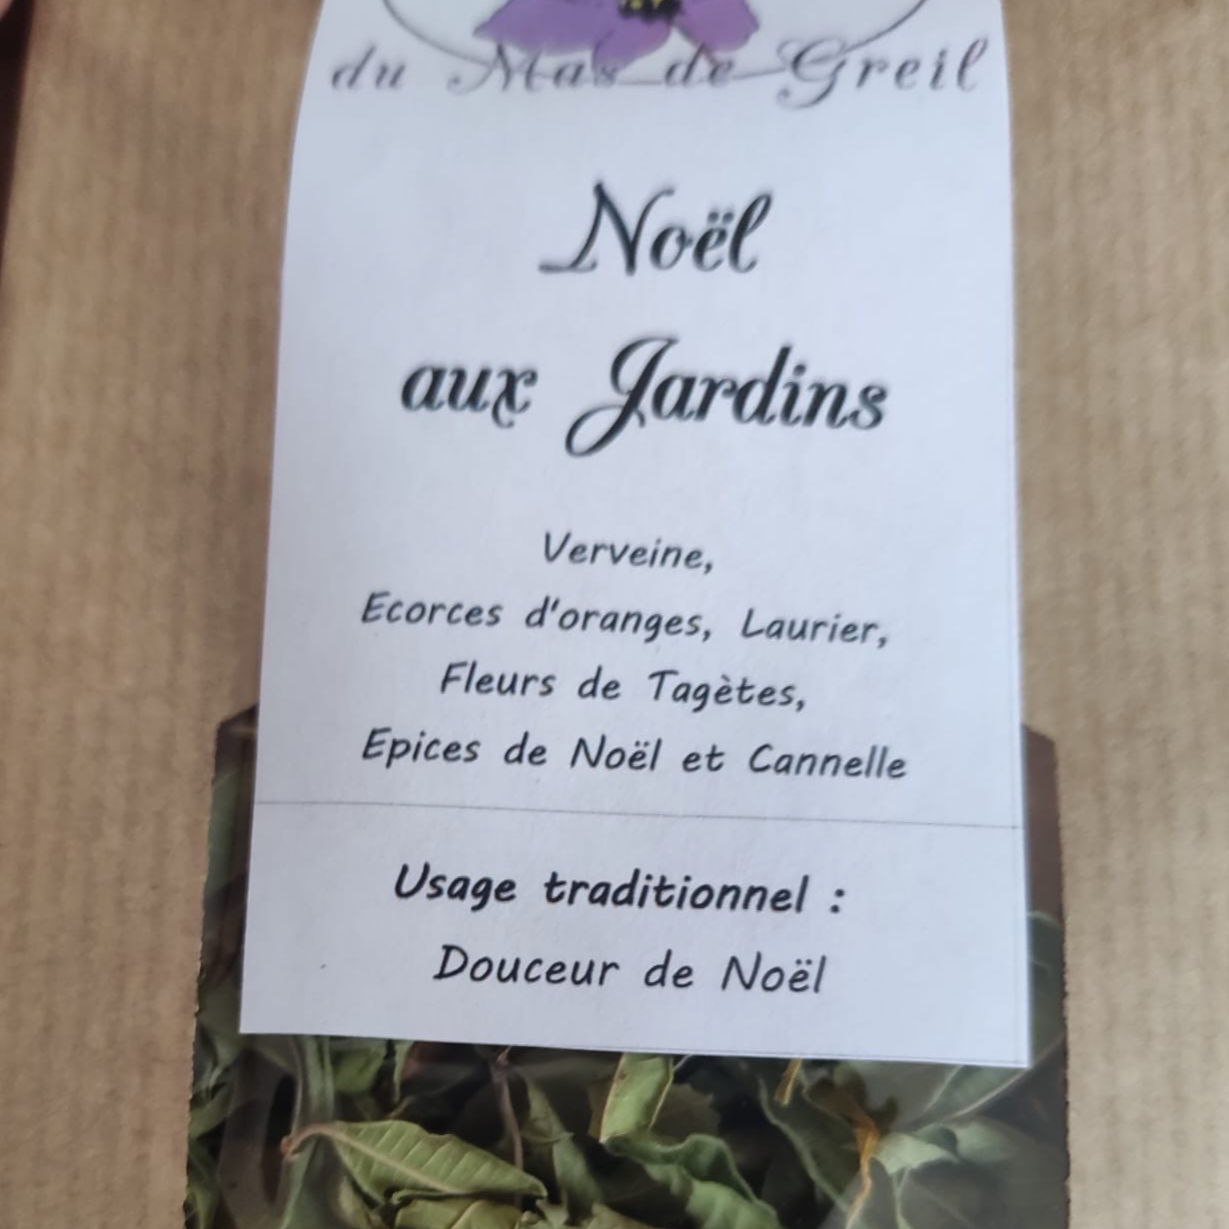 du Mas de Greil
Noël
aux Jardins
Verveine,
Ecorces d'oranges, Laurier,
Fleurs de Tagètes,
Epices de Noël et Cannelle
Usage traditionnel :
Douceur de Noël